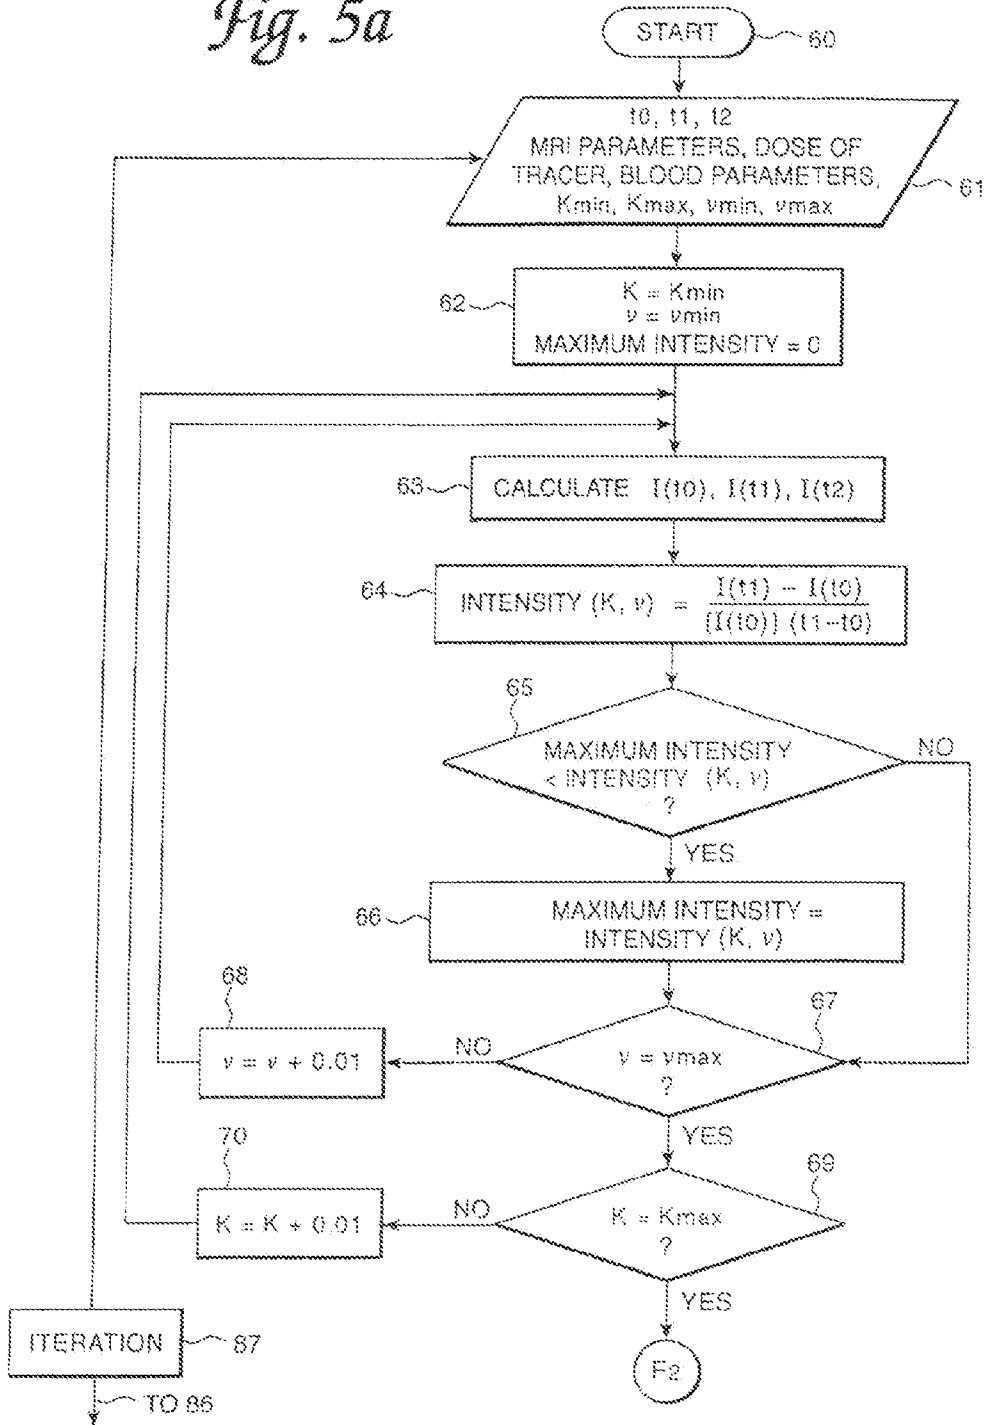 Fig. 5a
START
60
t0, t1, t2
MRI PARAMETERS, DOSE OF
TRACER, BLOOD PARAMETERS,
Kmin, Kmax, νmin, νmax
61
62
K = Kmin
ν = νmin
MAXIMUM INTENSITY = 0
63
CALCULATE I(t0), I(t1), I(t2)
64
INTENSITY (K, ν) = I(t1) - I(t0)
[I(t0)] (t1-t0)
65
MAXIMUM INTENSITY
< INTENSITY (K, ν)
?
NO
YES
66
MAXIMUM INTENSITY =
INTENSITY (K, ν)
68
ν = ν + 0.01
NO
67
ν = νmax
?
YES
70
K = K + 0.01
NO
69
K = Kmax
?
YES
ITERATION
87
TO 86
F2